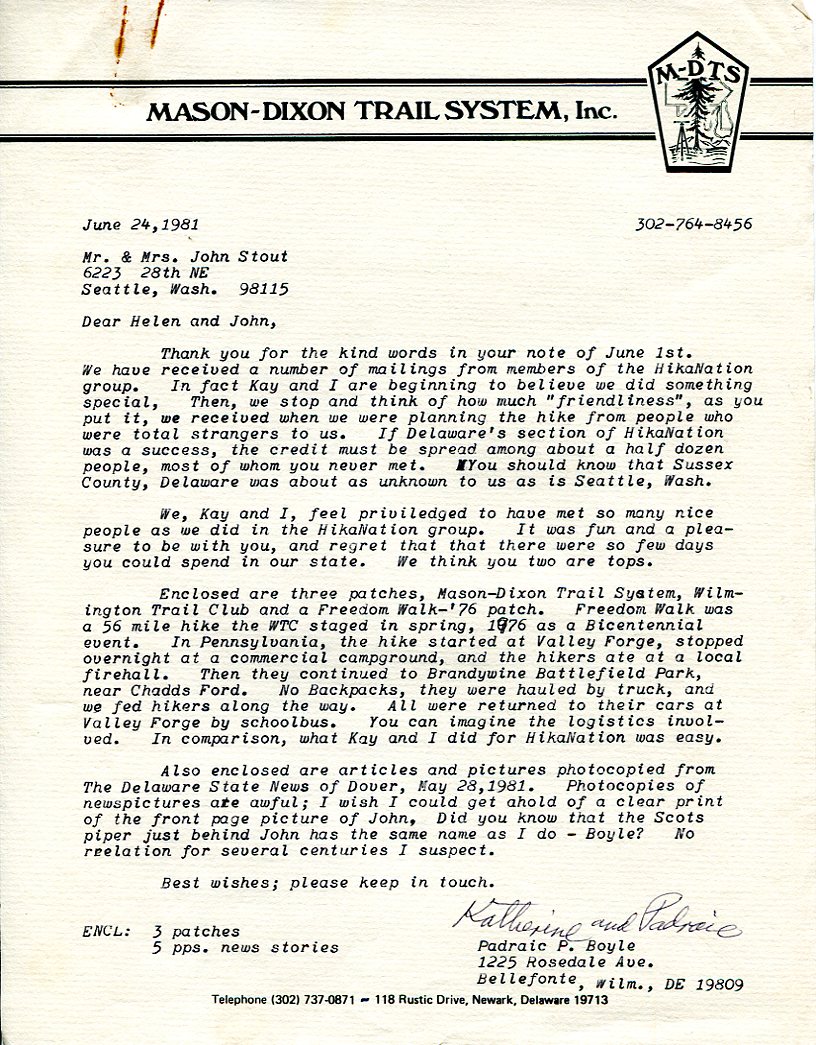 M-DTS
MASON-DIXON TRAIL SYSTEM, Inc.
June 24,1981 302-764-8456
Mr. & Mrs. John Stout
6223 28th NE
Seattle, Wash. 98115
Dear Helen and John,
Thank you for the kind words in your note of June 1st.
We have received a number of mailings from members of the HikaNation
group. In fact Kay and I are beginning to believe we did something
special, Then, we stop and think of how much "friendliness", as you
put it, we received when we were planning the hike from people who
were total strangers to us. If Delaware's section of HikaNation
was a success, the credit must be spread among about a half dozen
people, most of whom you never met. You should know that Sussex
County, Delaware was about as unknown to us as is Seattle, Wash.
We, Kay and I, feel priviledged to have met so many nice
people as we did in the HikaNation group. It was fun and a plea-
sure to be with you, and regret that that there were so few days
you could spend in our state. We think you two are tops.
Enclosed are three patches, Mason-Dixon Trail System, Wilm-
ington Trail Club and a Freedom Walk-'76 patch. Freedom Walk was
a 56 mile hike the WTC staged in spring, 1976 as a Bicentennial
event. In Pennsylvania, the hike started at Valley Forge, stopped
overnight at a commercial campground, and the hikers ate at a local
firehall. Then they continued to Brandywine Battlefield Park,
near Chadds Ford. No Backpacks, they were hauled by truck, and
we fed hikers along the way. All were returned to their cars at
Valley Forge by schoolbus. You can imagine the logistics invol-
ved. In comparison, what Kay and I did for HikaNation was easy.
Also enclosed are articles and pictures photocopied from
The Delaware State News of Dover, May 28,1981. Photocopies of
newspictures are awful; I wish I could get ahold of a clear print
of the front page picture of John, Did you know that the Scots
piper just behind John has the same name as I do - Boyle? No
reelation for several centuries I suspect.
Best wishes; please keep in touch.
Katherine and Padraic
ENCL: 3 patches
5 pps. news stories
Padraic P. Boyle
1225 Rosedale Ave.
Bellefonte, Wilm., DE 19809
Telephone (302) 737-0871 ~ 118 Rustic Drive, Newark, Delaware 19713